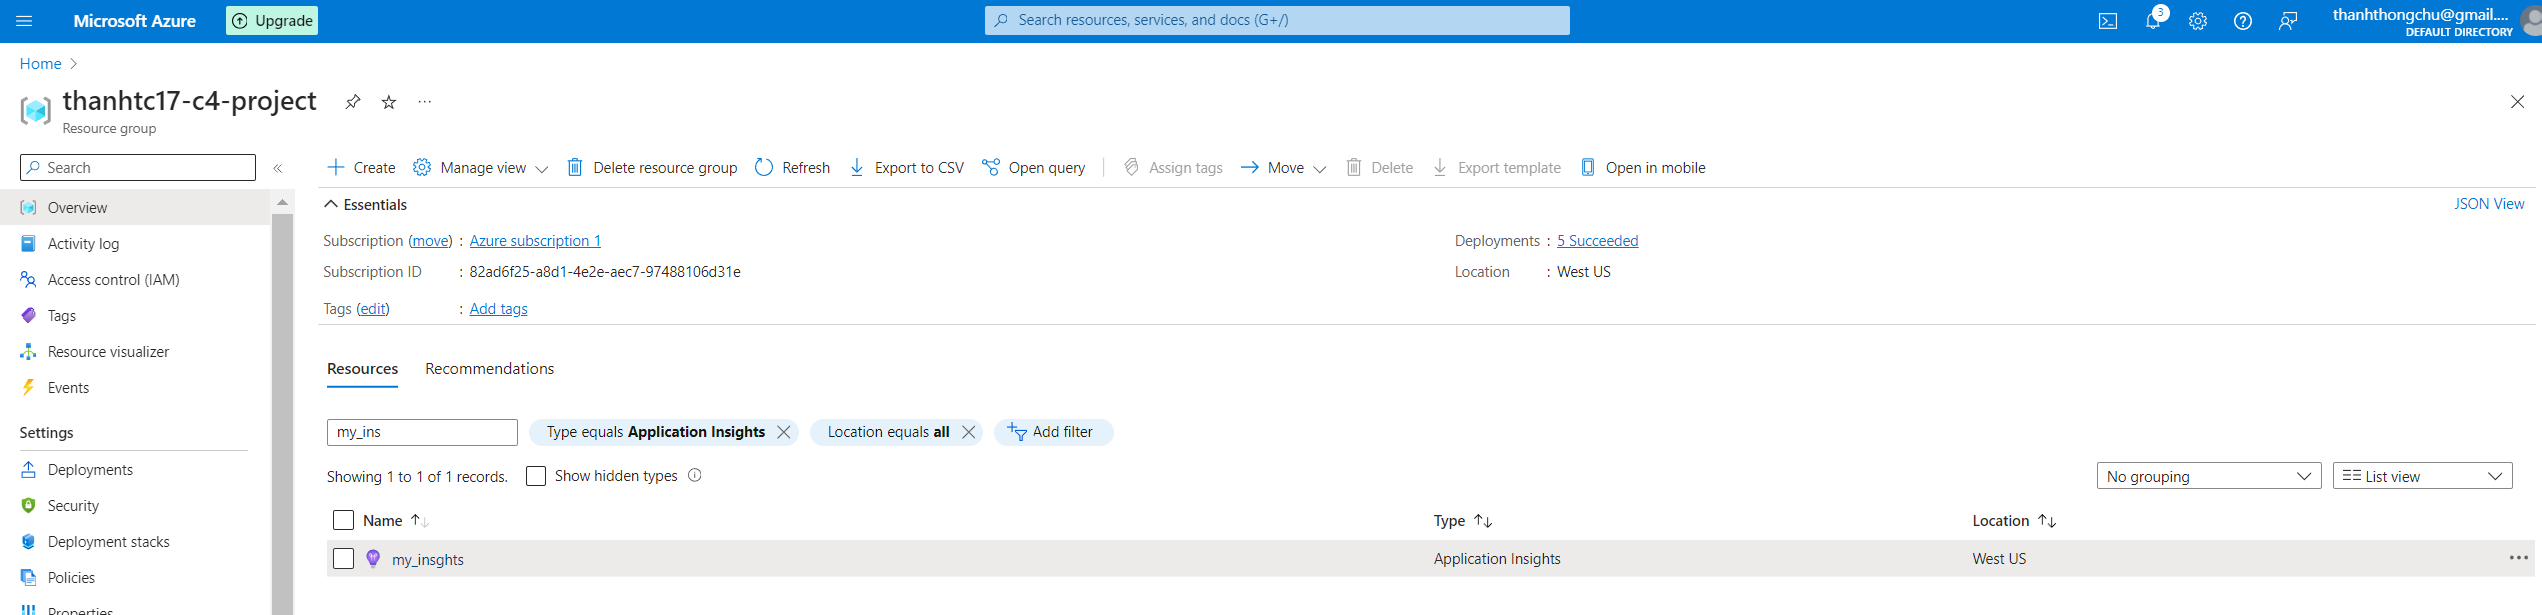 Microsoft Azure Upgrade Search resources, services, and docs (G+/) 3 thanhthongchu@gmail....
DEFAULT DIRECTORY
Home >
thanhtc17-c4-project
Resource group
Search « Create Manage view Delete resource group Refresh Export to CSV Open query Assign tags Move Delete Export template Open in mobile
Overview
Activity log
Access control (IAM)
Tags
Resource visualizer
Events
Settings
Deployments
Security
Deployment stacks
Policies
Properties
Essentials JSON View
Subscription (move) : Azure subscription 1 Deployments : 5 Succeeded
Subscription ID : 82ad6f25-a8d1-4e2e-aec7-97488106d31e Location : West US
Tags (edit) : Add tags
Resources Recommendations
my_ins Type equals Application Insights Location equals all Add filter
Showing 1 to 1 of 1 records. Show hidden types No grouping List view
Name Type Location
my_insghts Application Insights West US